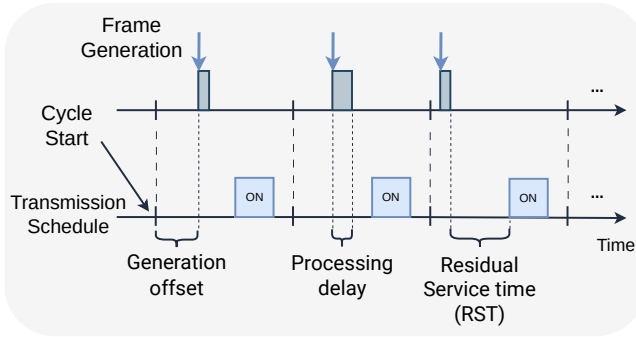 Frame
Generation
...
Cycle
Start
Transmission
Schedule
ON
ON
ON
...
Time
Generation
offset
Processing
delay
Residual
Service time
(RST)